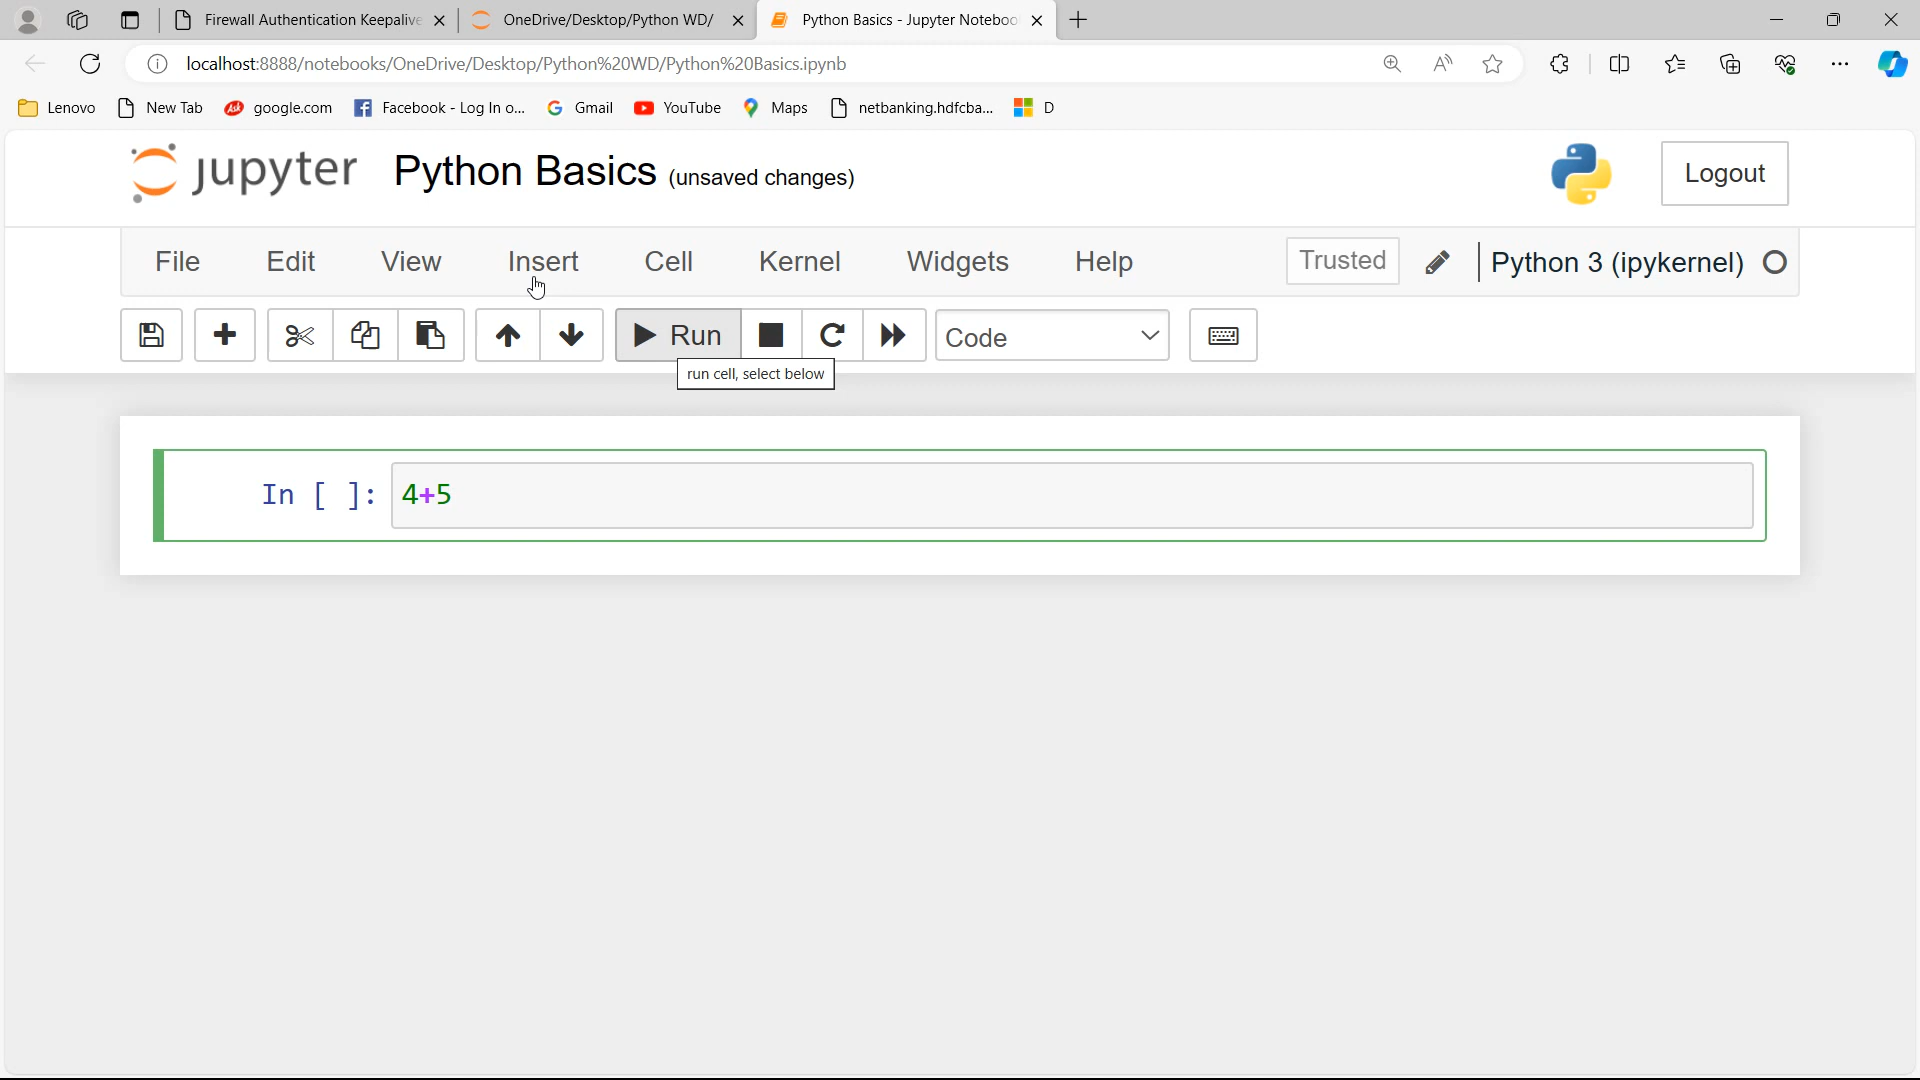 Firewall Authentication Keepalive
OneDrive/Desktop/Python WD/
Python Basics - Jupyter Noteboo
localhost:8888/notebooks/OneDrive/Desktop/Python%20WD/Python%20Basics.ipynb
Lenovo New Tab google.com Facebook - Log In o... Gmail YouTube Maps netbanking.hdfcba... D
jupyter Python Basics (unsaved changes) Logout
File Edit View Insert Cell Kernel Widgets Help Trusted Python 3 (ipykernel)
Run Code
run cell, select below
In [ ]: 4+5